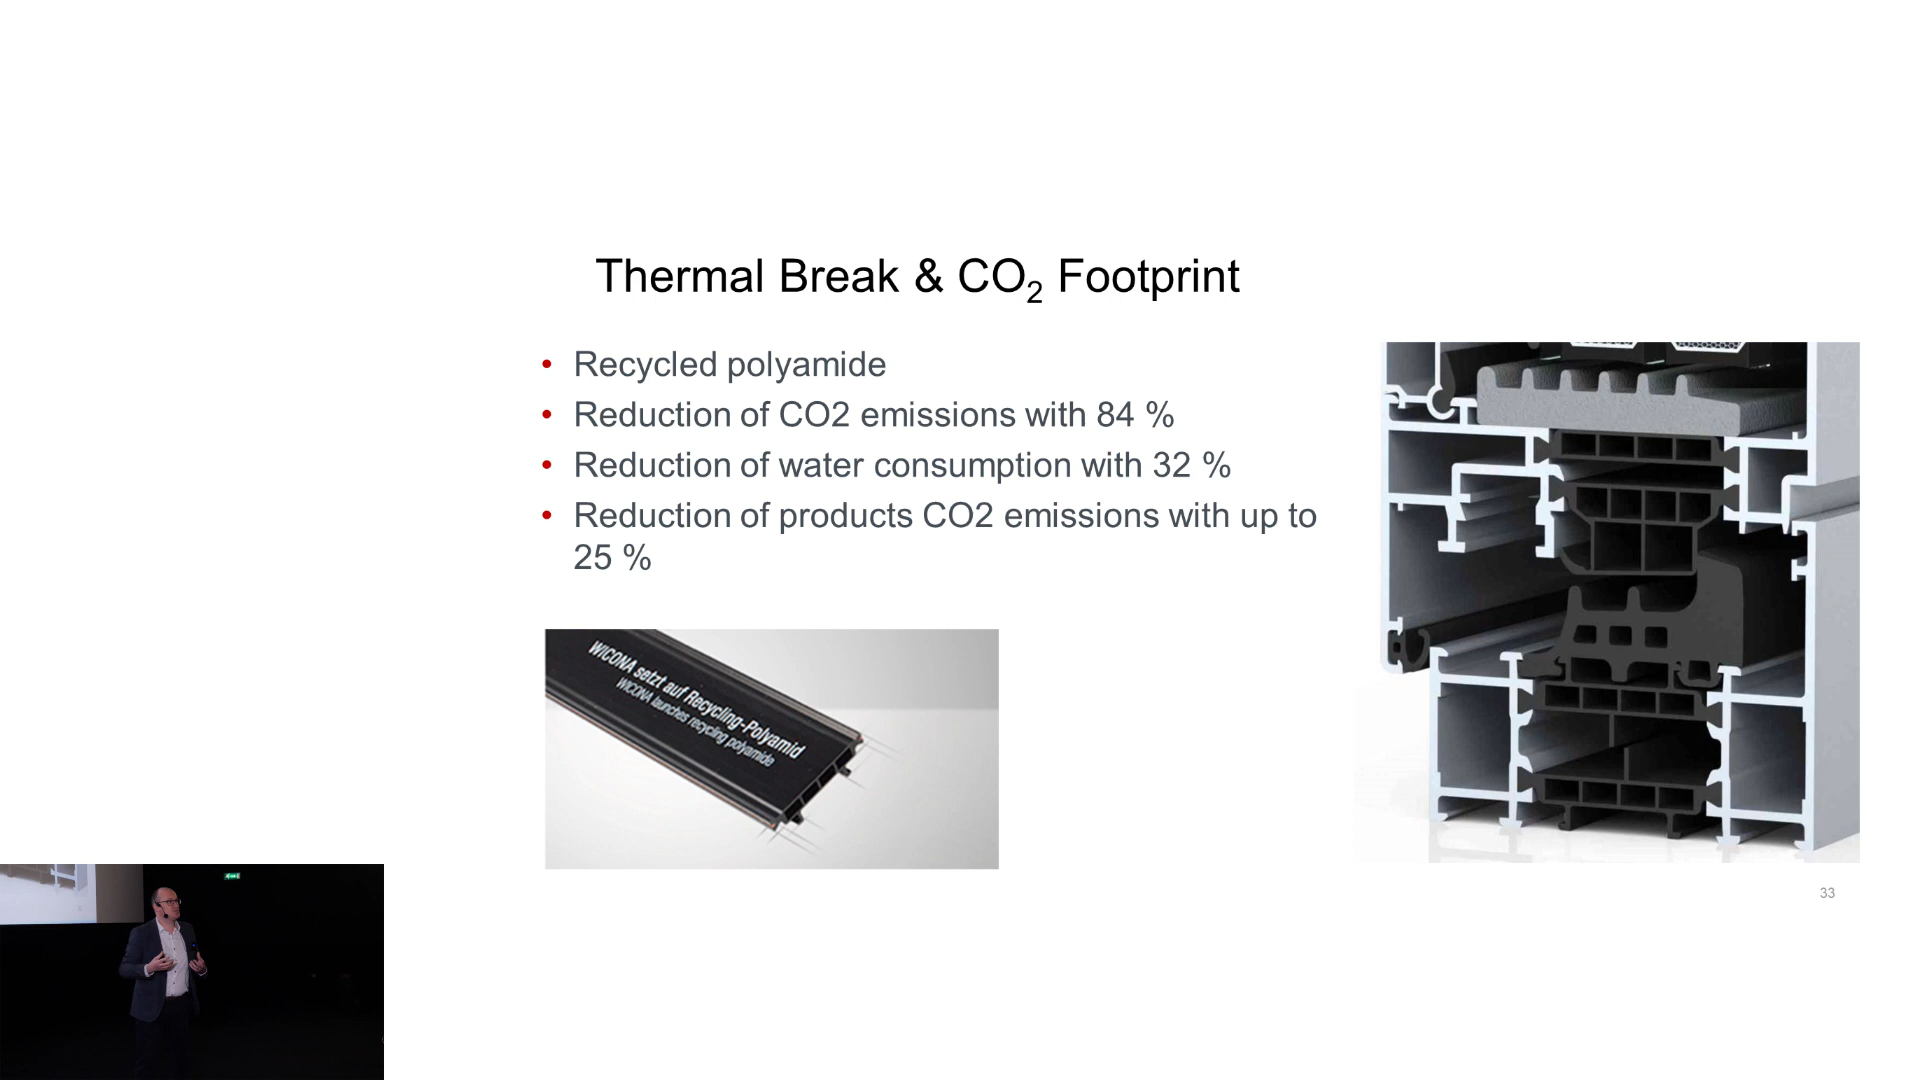 Thermal Break & CO₂ Footprint
• Recycled polyamide
• Reduction of CO2 emissions with 84 %
• Reduction of water consumption with 32 %
• Reduction of products CO2 emissions with up to
25 %
WICONA setzt auf Recycling-Polyamid
WICONA launches recycling polyamide
33